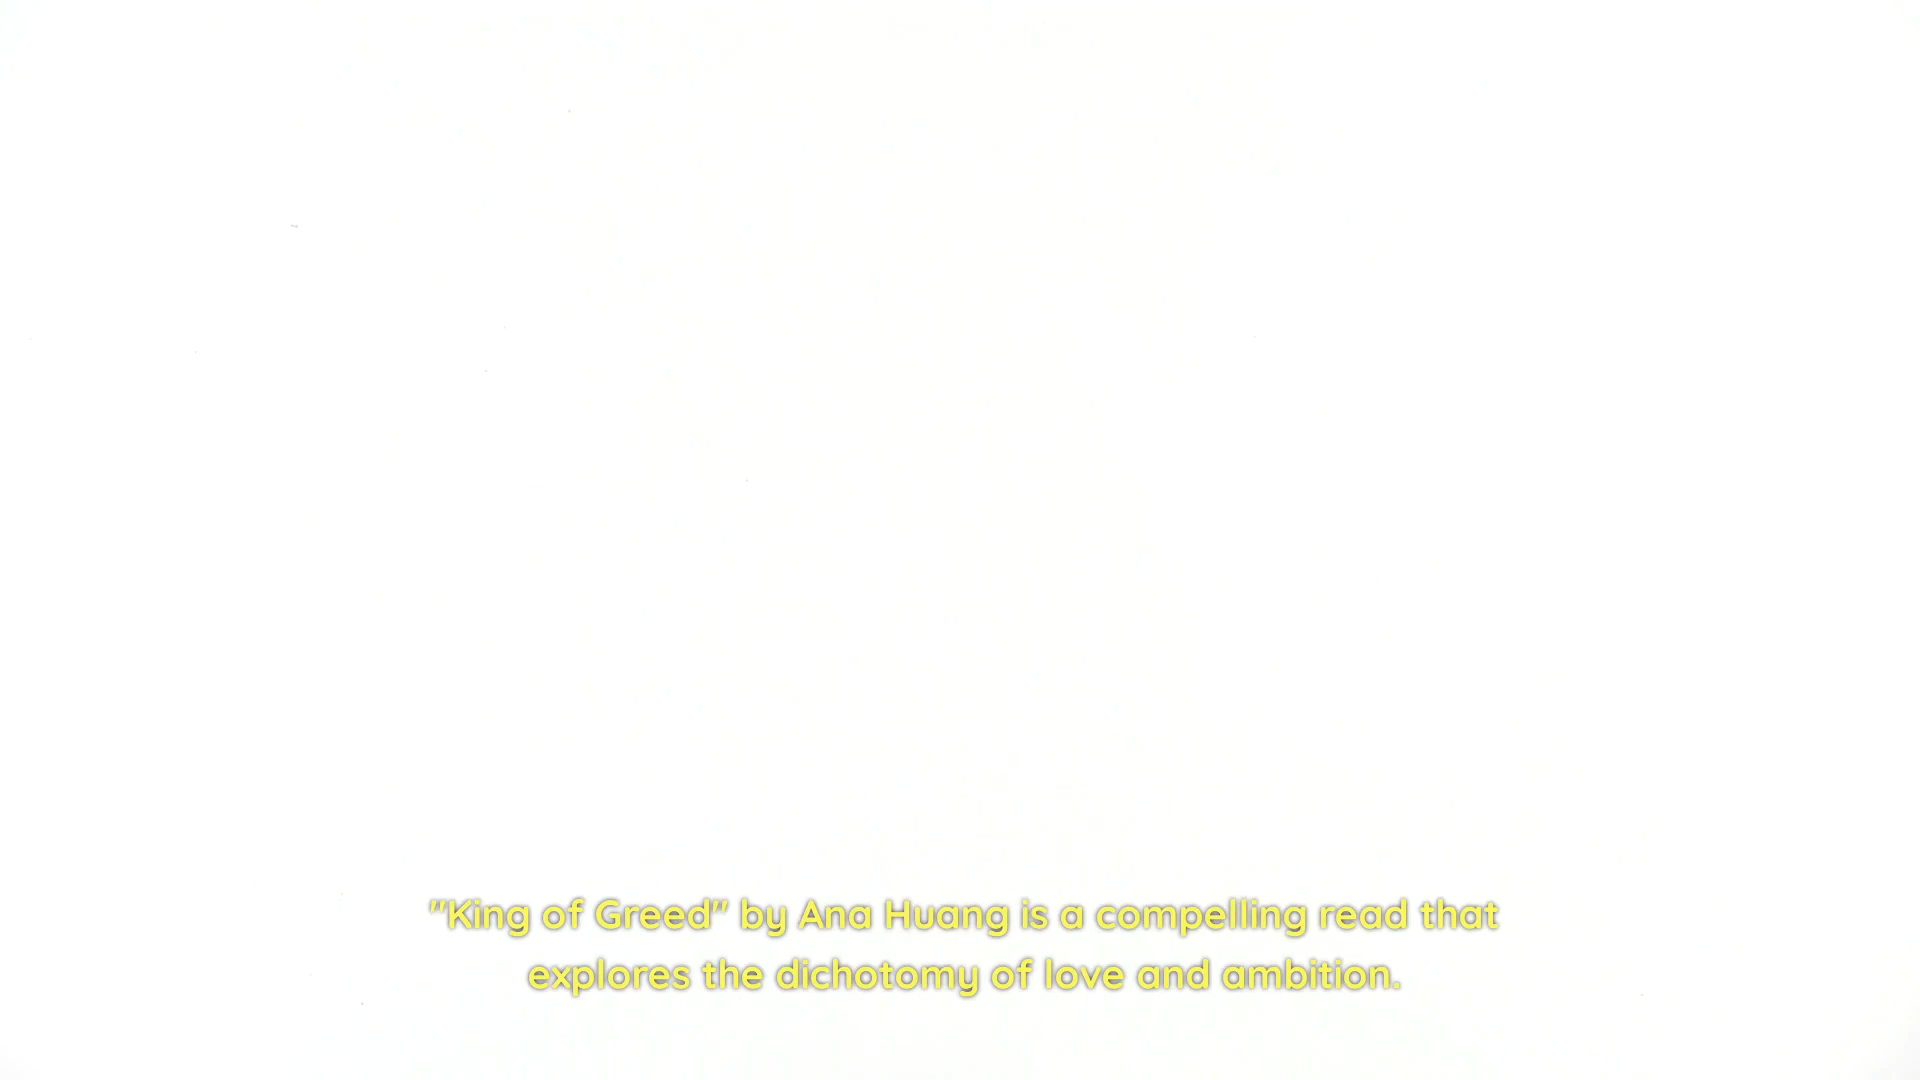 "King of Greed" by Ana Huang is a compelling read that
explores the dichotomy of love and ambition.